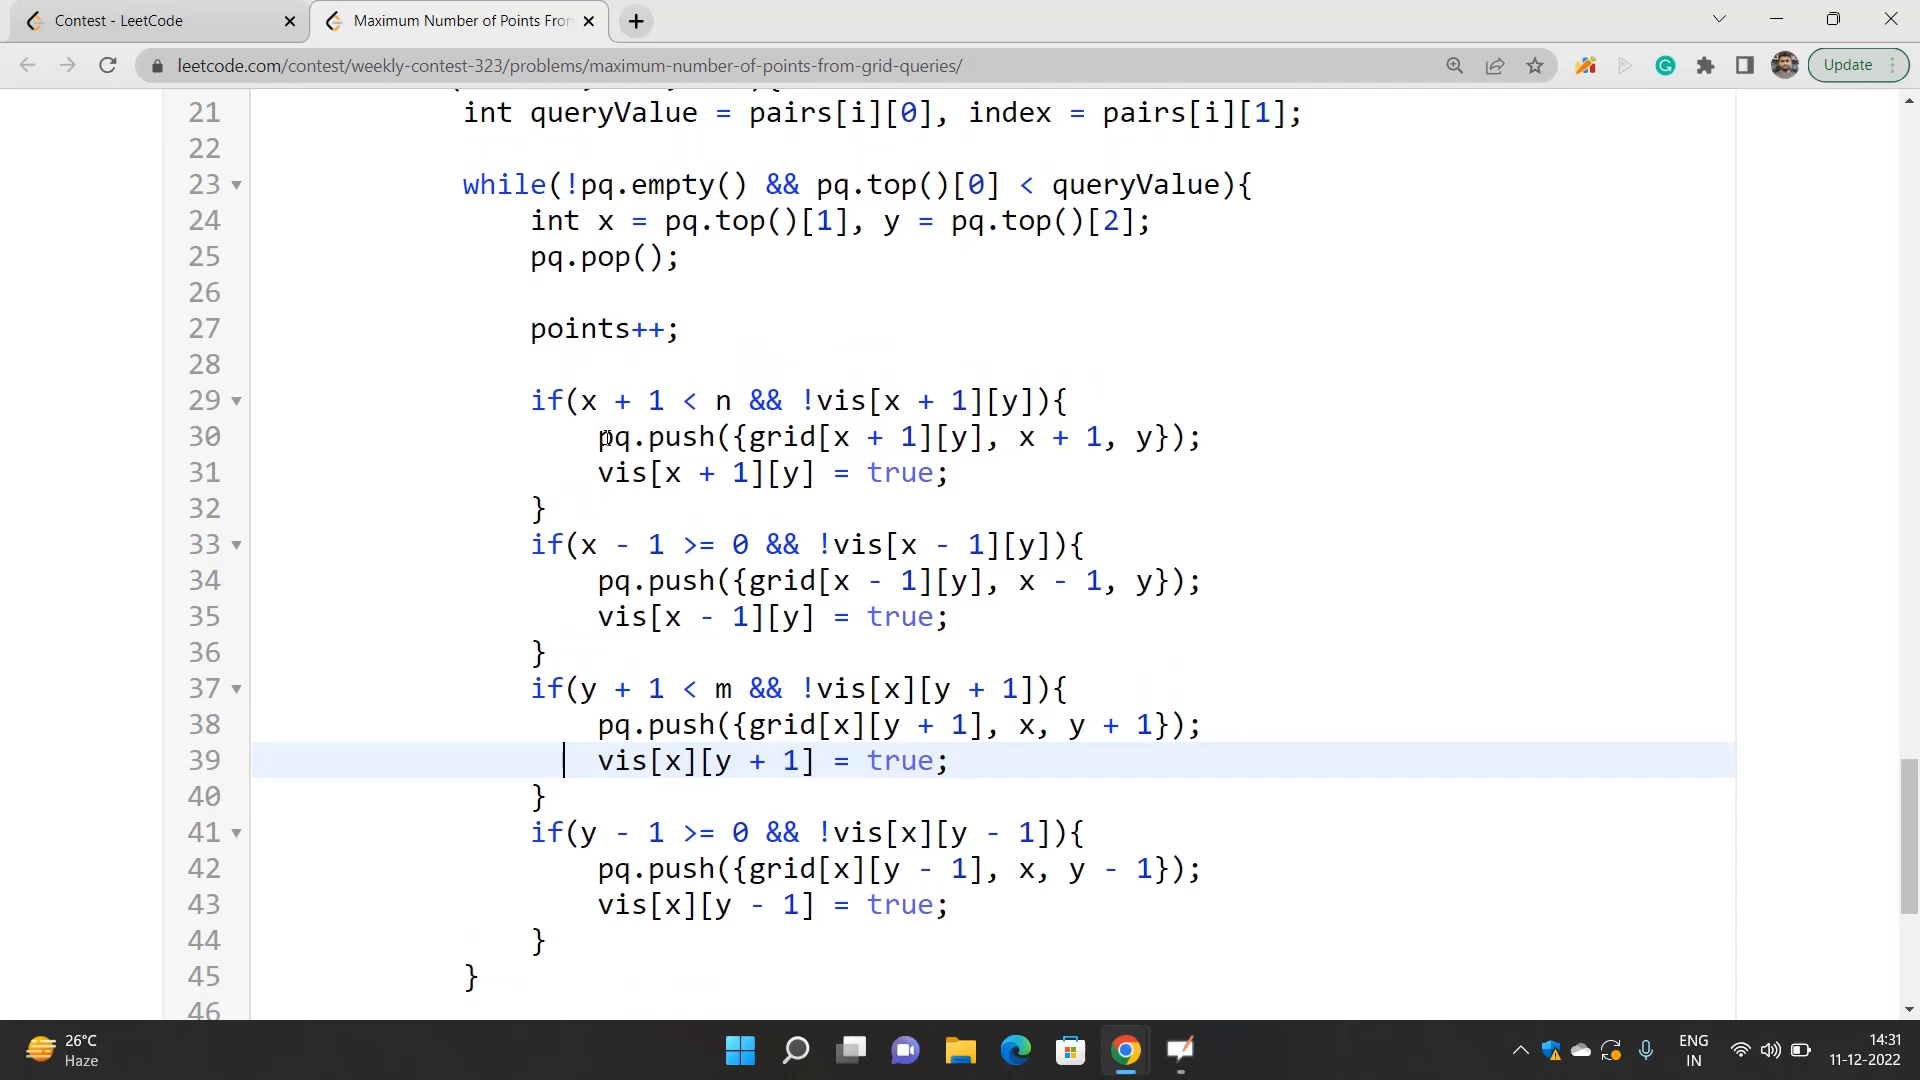 Contest - LeetCode
Maximum Number of Points Fro
leetcode.com/contest/weekly-contest-323/problems/maximum-number-of-points-from-grid-queries/
Update
21 int queryValue = pairs[i][0], index = pairs[i][1];
22
23 while(!pq.empty() && pq.top()[0] < queryValue){
24 int x = pq.top()[1], y = pq.top()[2];
25 pq.pop();
26
27 points++;
28
29 if(x + 1 < n && !vis[x + 1][y]){
30 pq.push({grid[x + 1][y], x + 1, y});
31 vis[x + 1][y] = true;
32 }
33 if(x - 1 >= 0 && !vis[x - 1][y]){
34 pq.push({grid[x - 1][y], x - 1, y});
35 vis[x - 1][y] = true;
36 }
37 if(y + 1 < m && !vis[x][y + 1]){
38 pq.push({grid[x][y + 1], x, y + 1});
39 vis[x][y + 1] = true;
40 }
41 if(y - 1 >= 0 && !vis[x][y - 1]){
42 pq.push({grid[x][y - 1], x, y - 1});
43 vis[x][y - 1] = true;
44 }
45 }
46
26°C
Haze
ENG
IN
14:31
11-12-2022